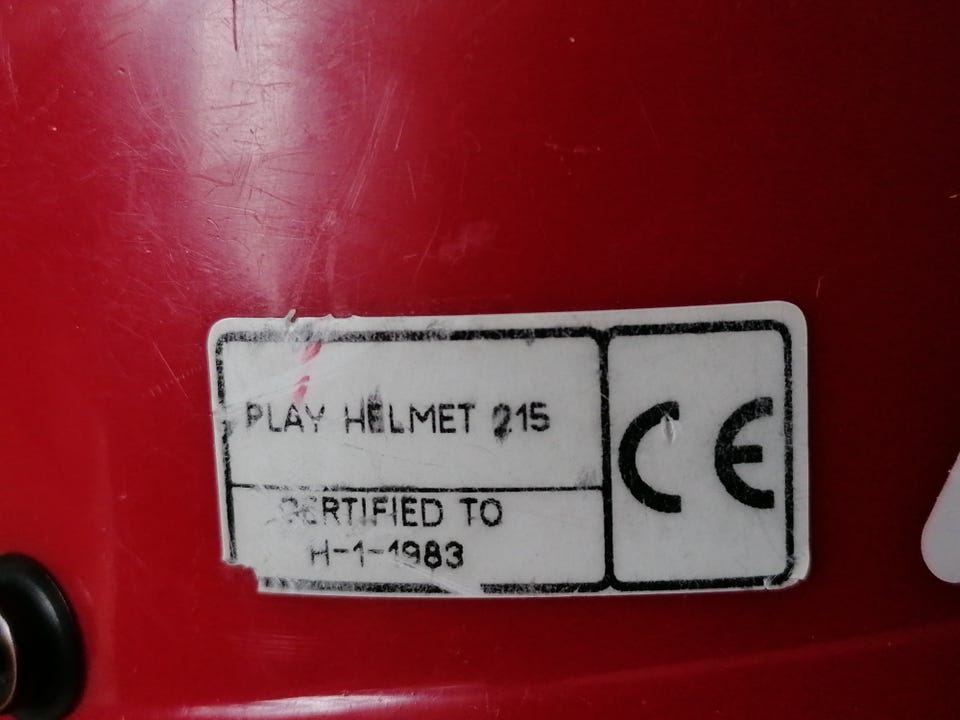 PLAY HELMET 215
CERTIFIED TO
H-1-1983
CE